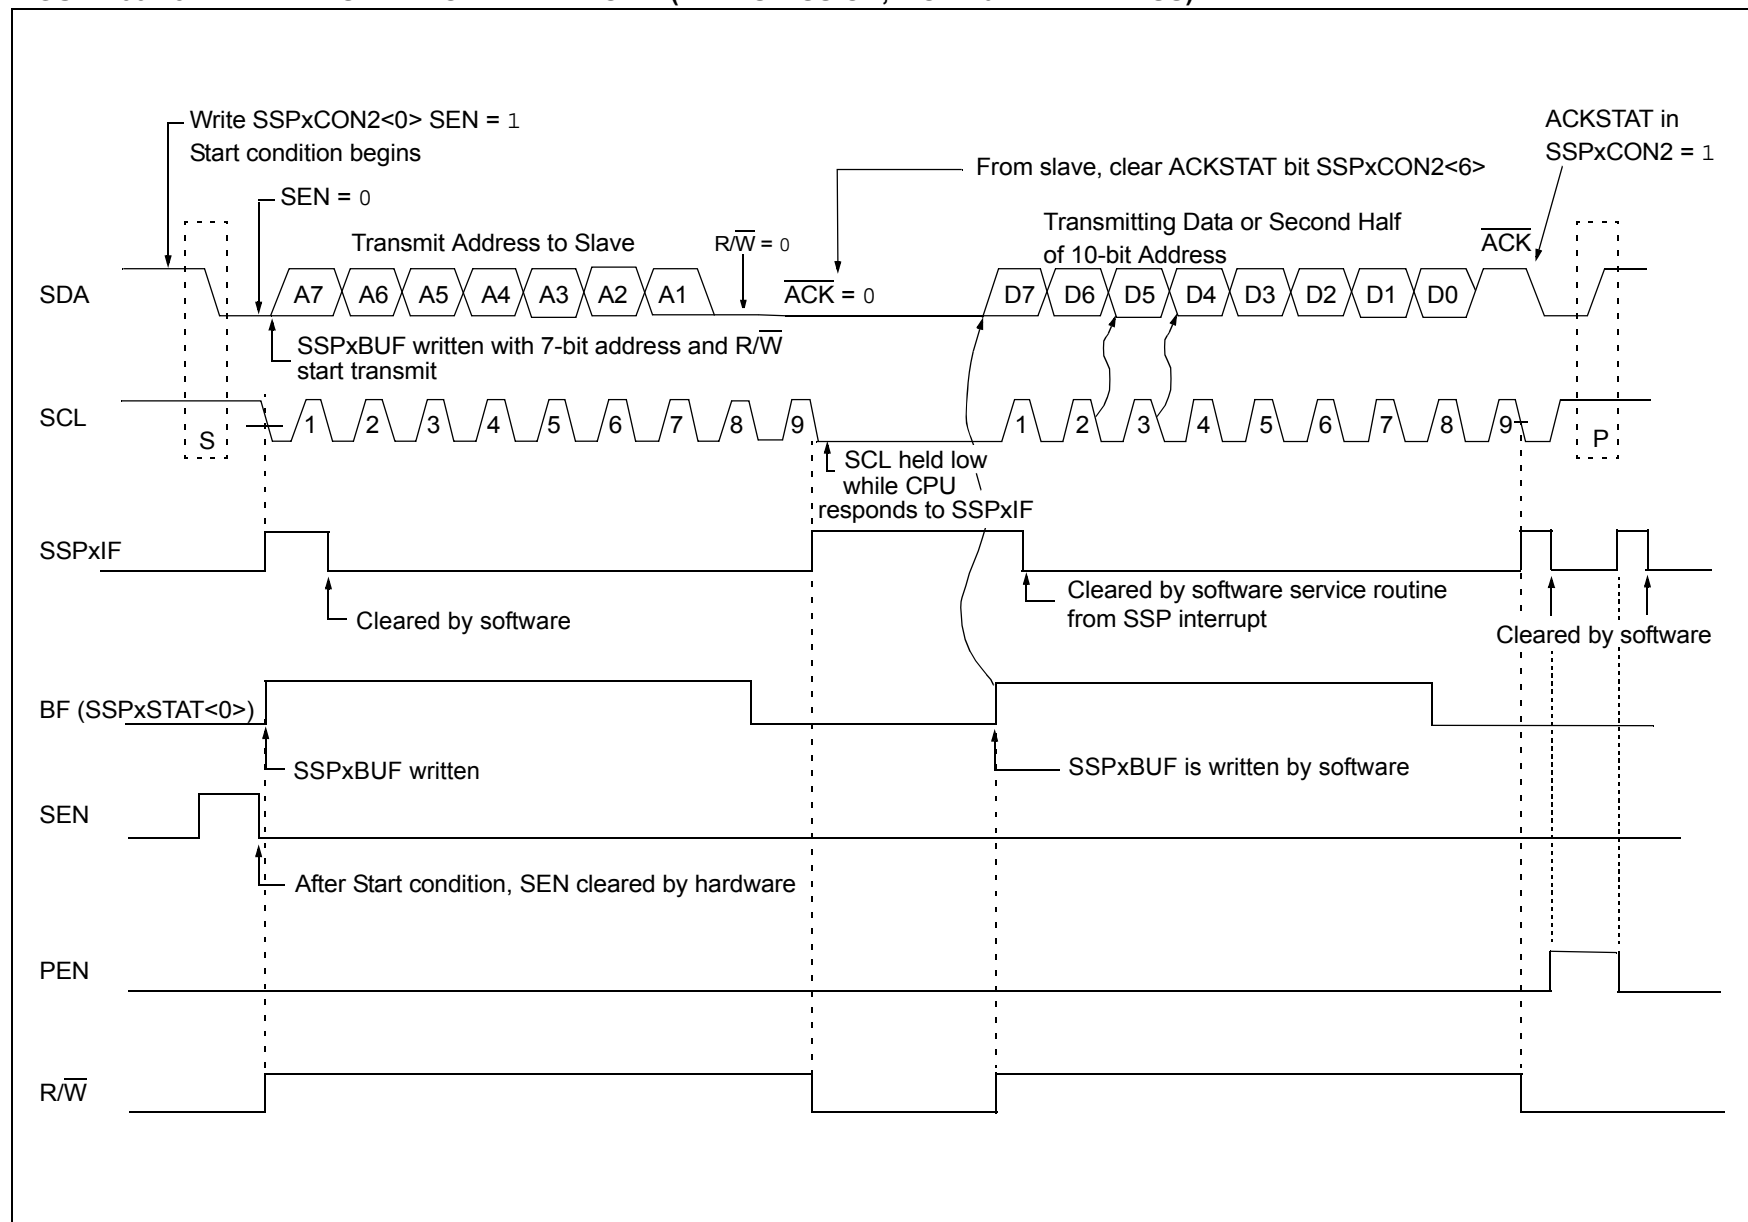 Write SSPxCON2<0> SEN = 1
Start condition begins
ACKSTAT in
SSPxCON2 = 1
From slave, clear ACKSTAT bit SSPxCON2<6>
SEN = 0
Transmit Address to Slave
R/W̅ = 0
Transmitting Data or Second Half
of 10-bit Address
A̅C̅K̅
SDA
A7 A6 A5 A4 A3 A2 A1
A̅C̅K̅ = 0
D7 D6 D5 D4 D3 D2 D1 D0
SSPxBUF written with 7-bit address and R/W̅
start transmit
SCL
S
1 2 3 4 5 6 7 8 9
1 2 3 4 5 6 7 8 9
P
SCL held low
while CPU
responds to SSPxIF
SSPxIF
Cleared by software
Cleared by software service routine
from SSP interrupt
Cleared by software
BF (SSPxSTAT<0>)
SSPxBUF written
SSPxBUF is written by software
SEN
After Start condition, SEN cleared by hardware
PEN
R/W̅